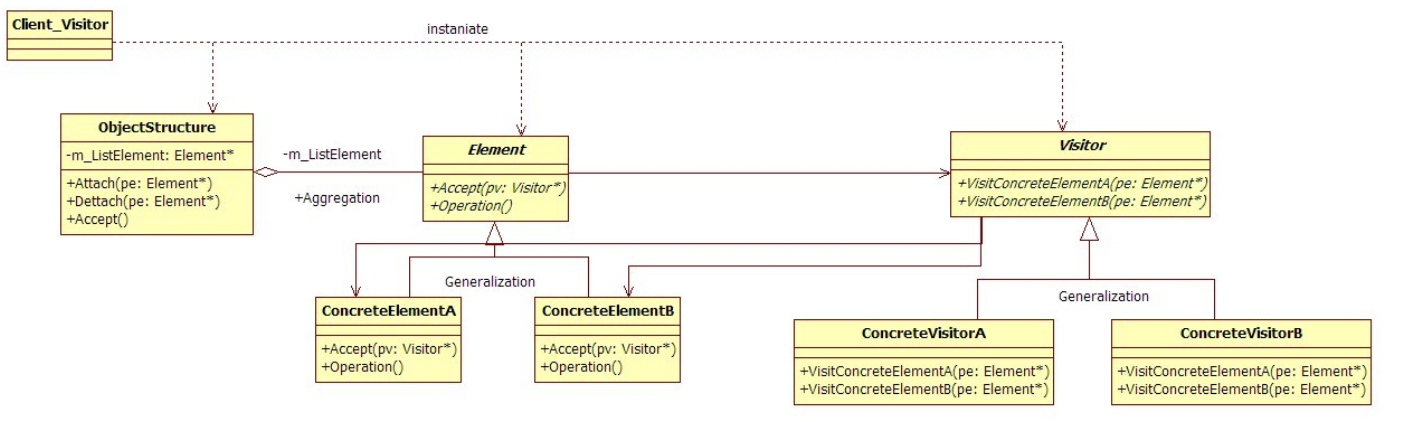 Client_Visitor
instaniate
ObjectStructure
-m_ListElement: Element*
+Attach(pe: Element*)
+Dettach(pe: Element*)
+Accept()
-m_ListElement
+Aggregation
Element
+Accept(pv: Visitor*)
+Operation()
Visitor
+VisitConcreteElementA(pe: Element*)
+VisitConcreteElementB(pe: Element*)
Generalization
ConcreteElementA
+Accept(pv: Visitor*)
+Operation()
ConcreteElementB
+Accept(pv: Visitor*)
+Operation()
Generalization
ConcreteVisitorA
+VisitConcreteElementA(pe: Element*)
+VisitConcreteElementB(pe: Element*)
ConcreteVisitorB
+VisitConcreteElementA(pe: Element*)
+VisitConcreteElementB(pe: Element*)